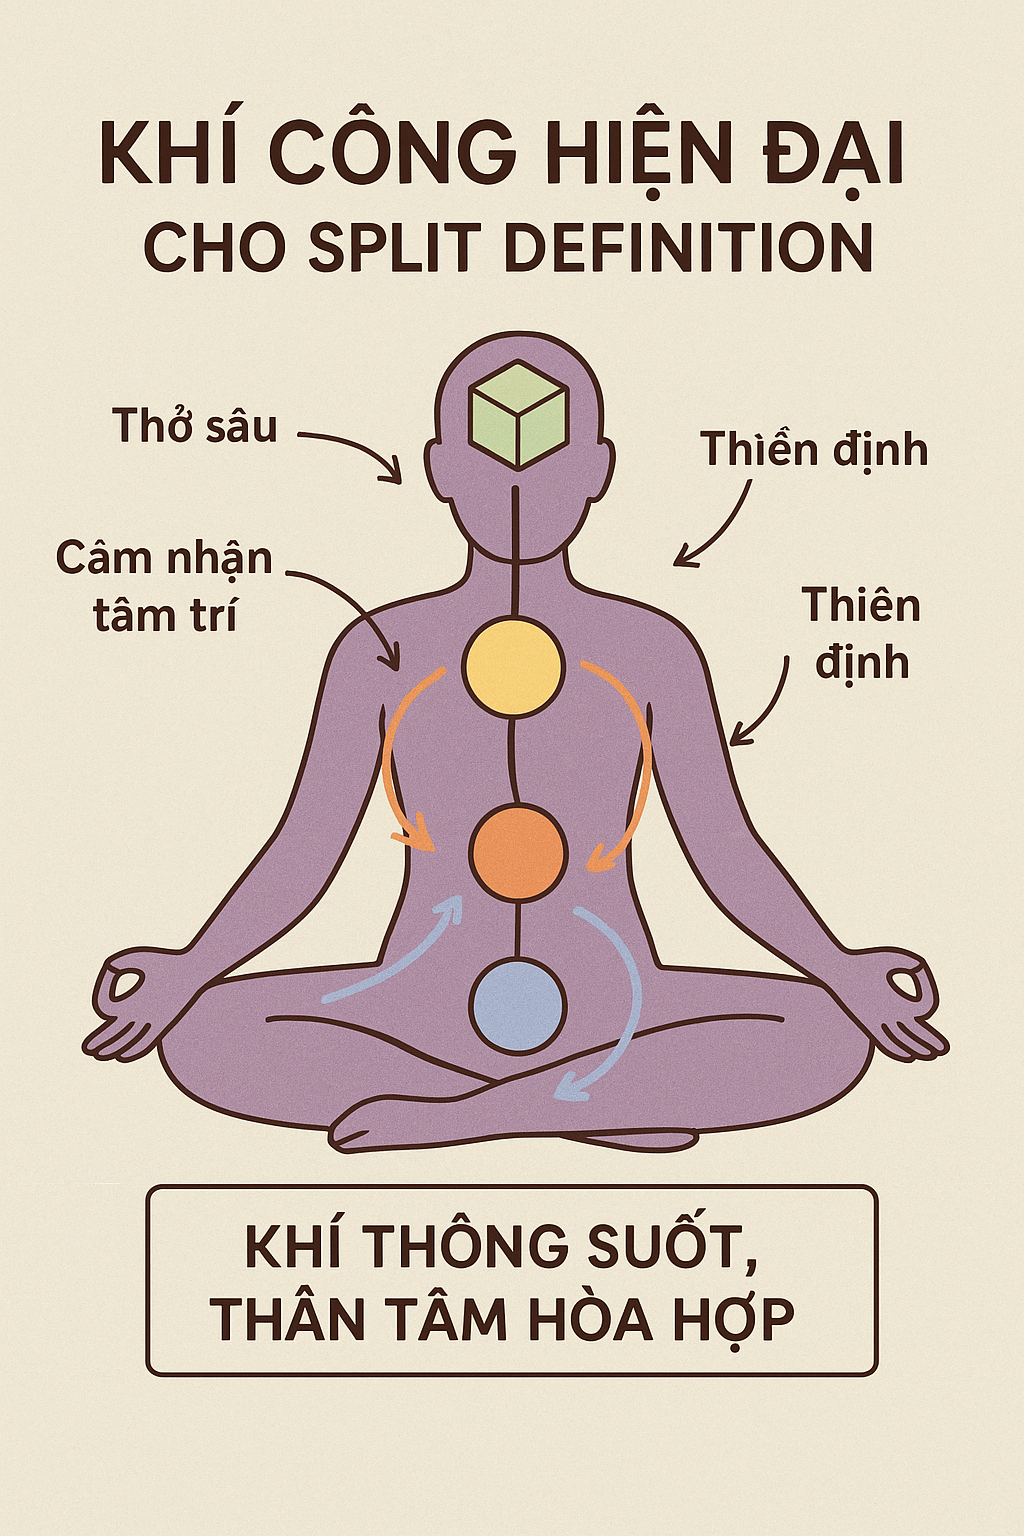 KHÍ CÔNG HIỆN ĐẠI
CHO SPLIT DEFINITION
Thở sâu
Thiền định
Câm nhận
tâm trí
Thiên
định
KHÍ THÔNG SUỐT,
THÂN TÂM HÒA HỢP